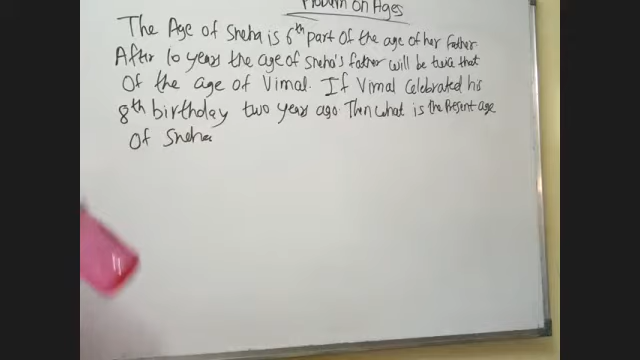 Problem on Ages
The Age of Sneha is 6th part of the age of her Father.
After 10 years the age of Sneha's father will be twice that
of the age of Vimal. If Vimal celebrated his
8th birthday two years ago. Then what is the Present age
of Sneha